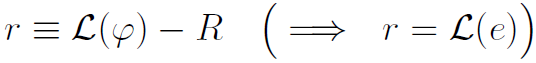 r ≡ 𝓛(φ) − R ( ⟹ r = 𝓛(e))